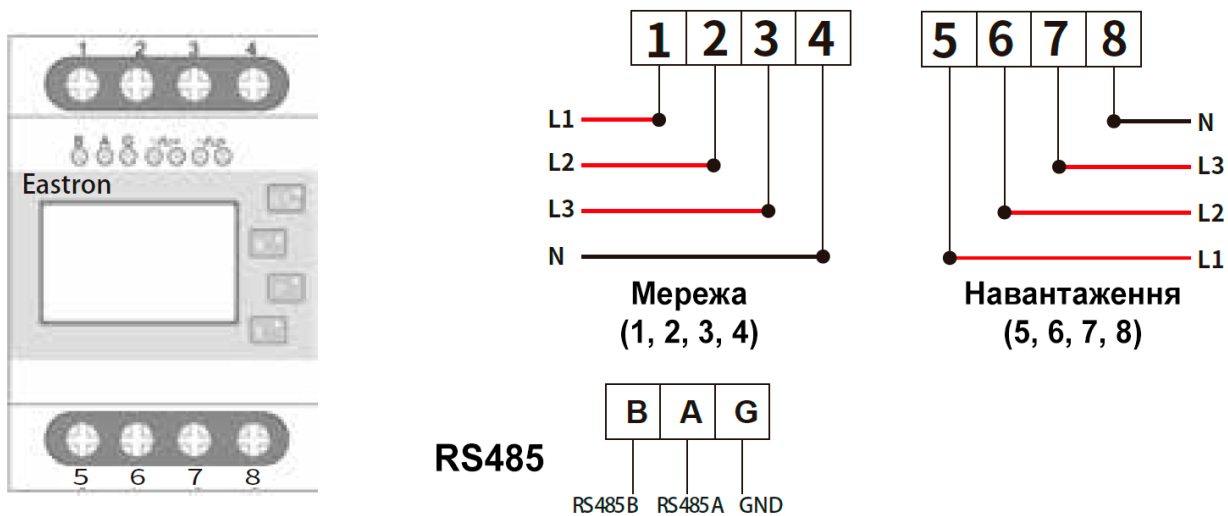 1 2 3 4
B A G
Eastron
5 6 7 8
1 2 3 4
L1
L2
L3
N
Мережа
(1, 2, 3, 4)
5 6 7 8
N
L3
L2
L1
Навантаження
(5, 6, 7, 8)
RS485
B A G
RS485B RS485A GND